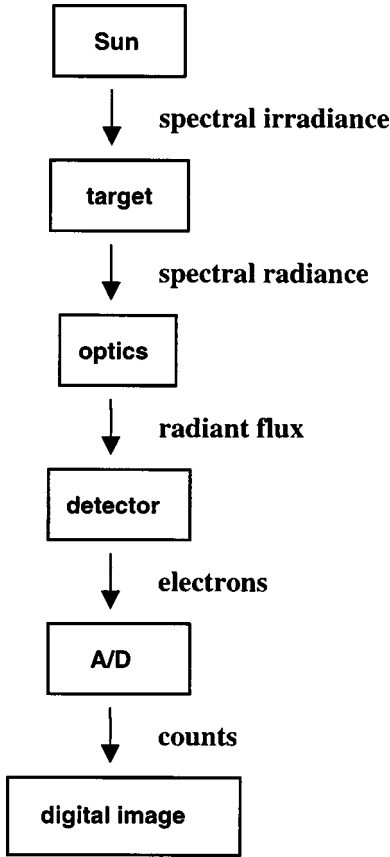 Sun
spectral irradiance
target
spectral radiance
optics
radiant flux
detector
electrons
A/D
counts
digital image